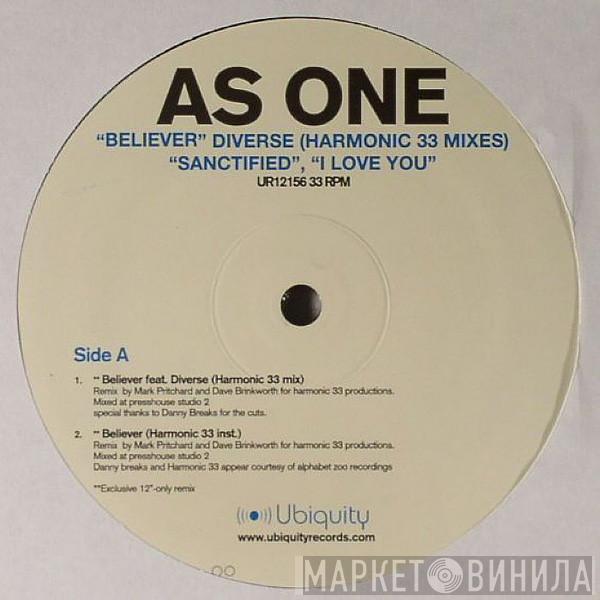 AS ONE
“BELIEVER” DIVERSE (HARMONIC 33 MIXES)
“SANCTIFIED”, “I LOVE YOU”
UR12156 33 RPM
Side A
1. ** Believer feat. Diverse (Harmonic 33 mix)
Remix by Mark Pritchard and Dave Brinkworth for harmonic 33 productions.
Mixed at presshouse studio 2
special thanks to Danny Breaks for the cuts.
2. ** Believer (Harmonic 33 inst.)
Remix by Mark Pritchard and Dave Brinkworth for harmonic 33 productions.
Mixed at presshouse studio 2
Danny breaks and Harmonic 33 appear courtesy of alphabet zoo recordings
**Exclusive 12"-only remix
Ubiquity
www.ubiquityrecords.com
МАРКЕТ ВИНИЛА